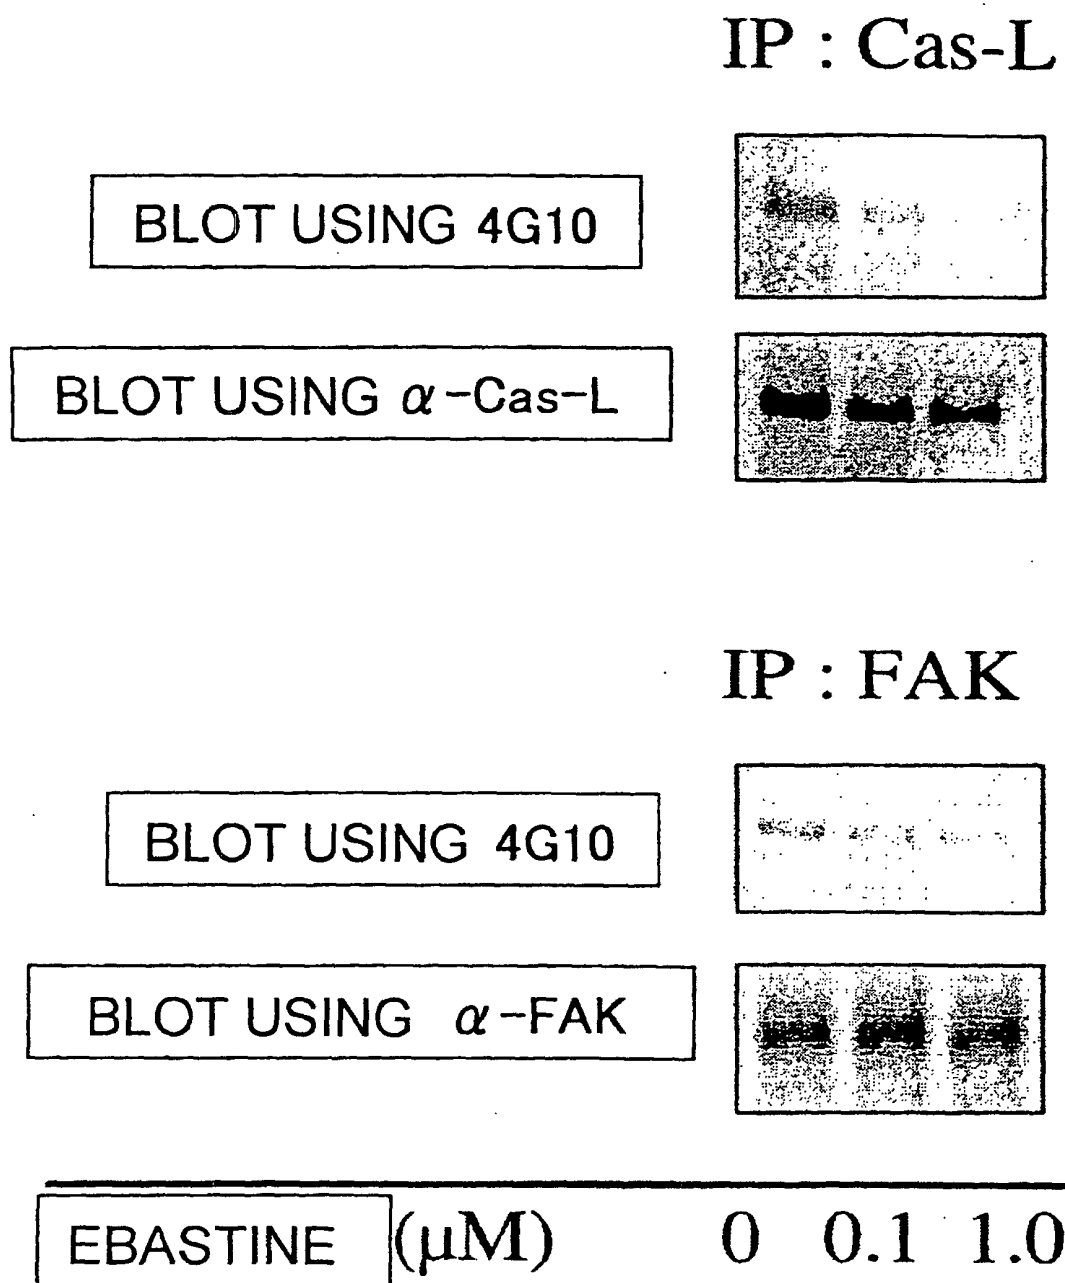 IP : Cas-L
BLOT USING 4G10
BLOT USING α-Cas-L
IP : FAK
BLOT USING 4G10
BLOT USING α-FAK
EBASTINE (μM) 0 0.1 1.0